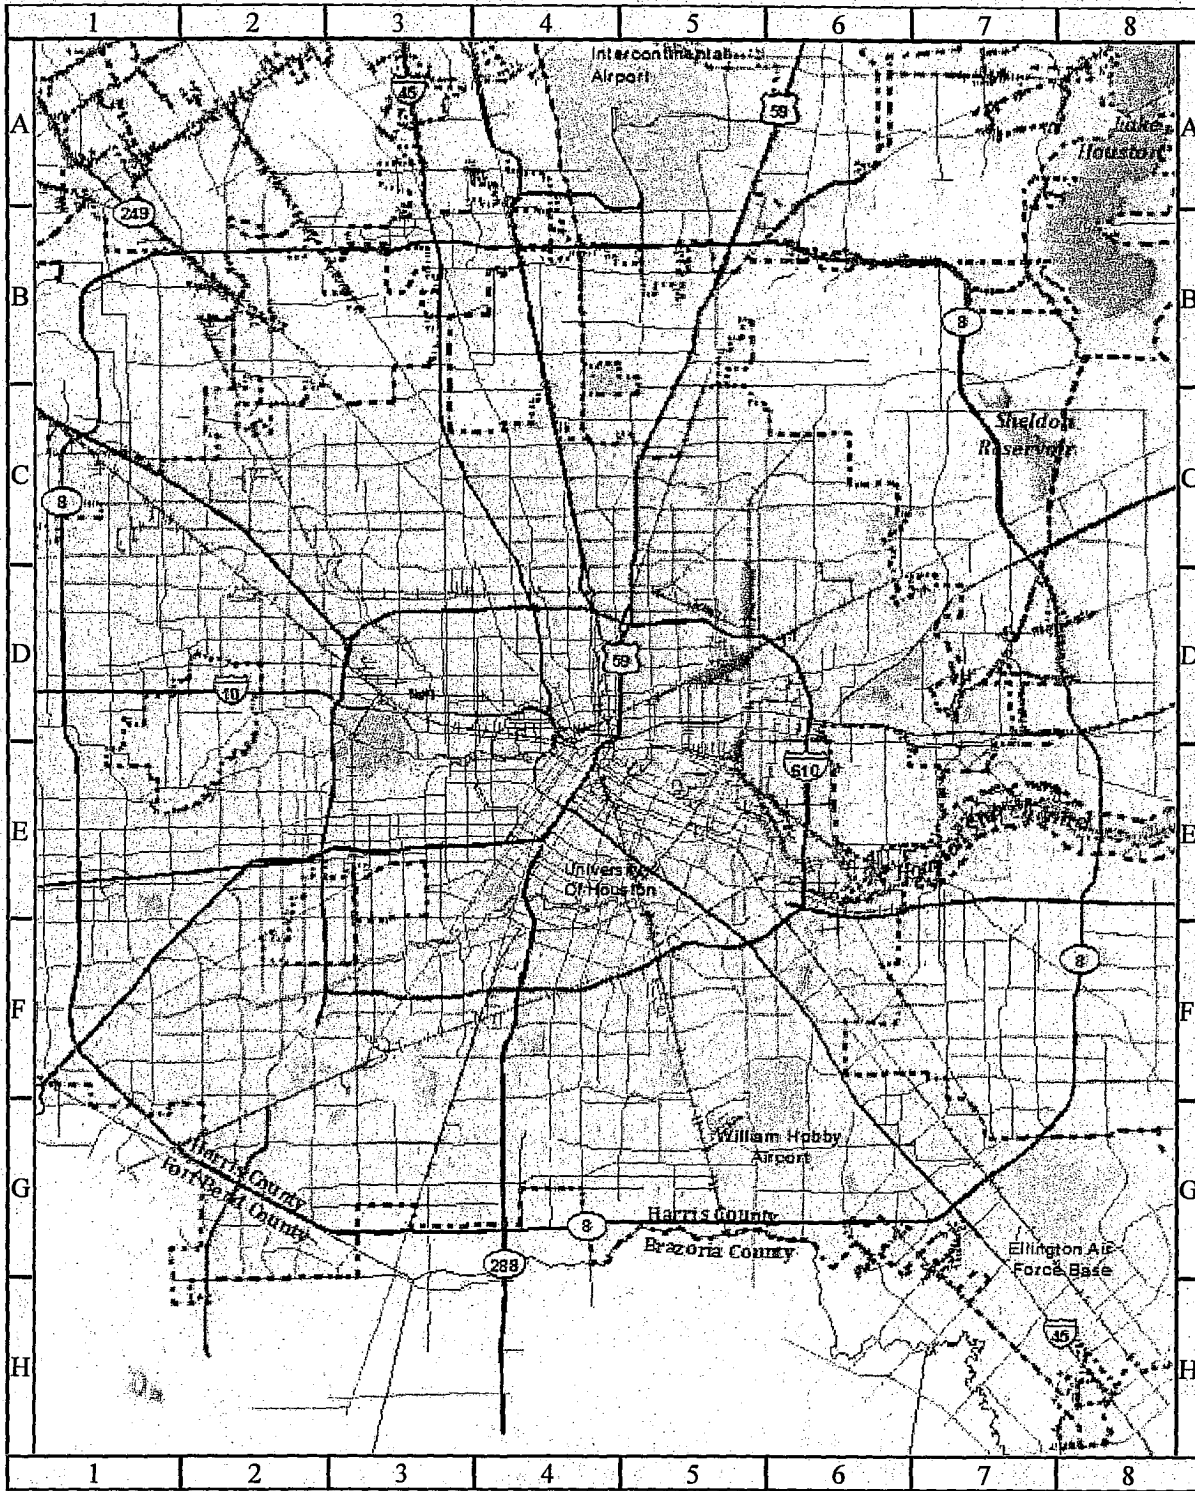 1 2 3 4 5 6 7 8
Intercontinental
Airport
45
59
A A
Lake
Houston
249
B B
8
Sheldon
Reservoir
C C
8
D D
59
10
610
E E
University
Of Houston
8
F F
William Hobby
Airport
Harris County
Fort Bend County
G G
8
Harris County
Brazoria County
288
Ellington Air
Force Base
45
H H
1 2 3 4 5 6 7 8